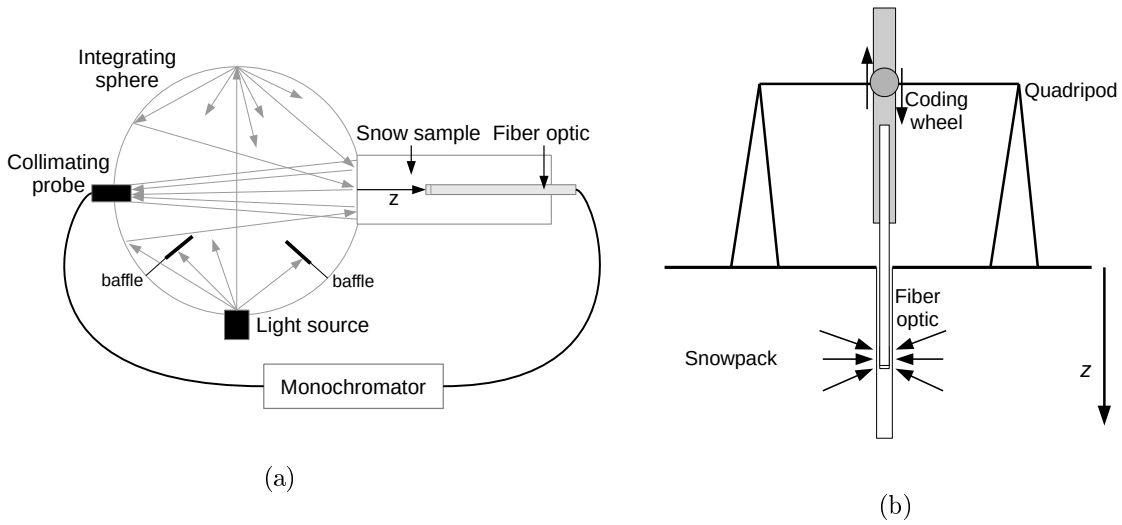 Integrating
sphere
Collimating
probe
Snow sample
Fiber optic
z
baffle
baffle
Light source
Monochromator
(a)
Quadripod
Coding
wheel
Fiber
optic
Snowpack
z
(b)